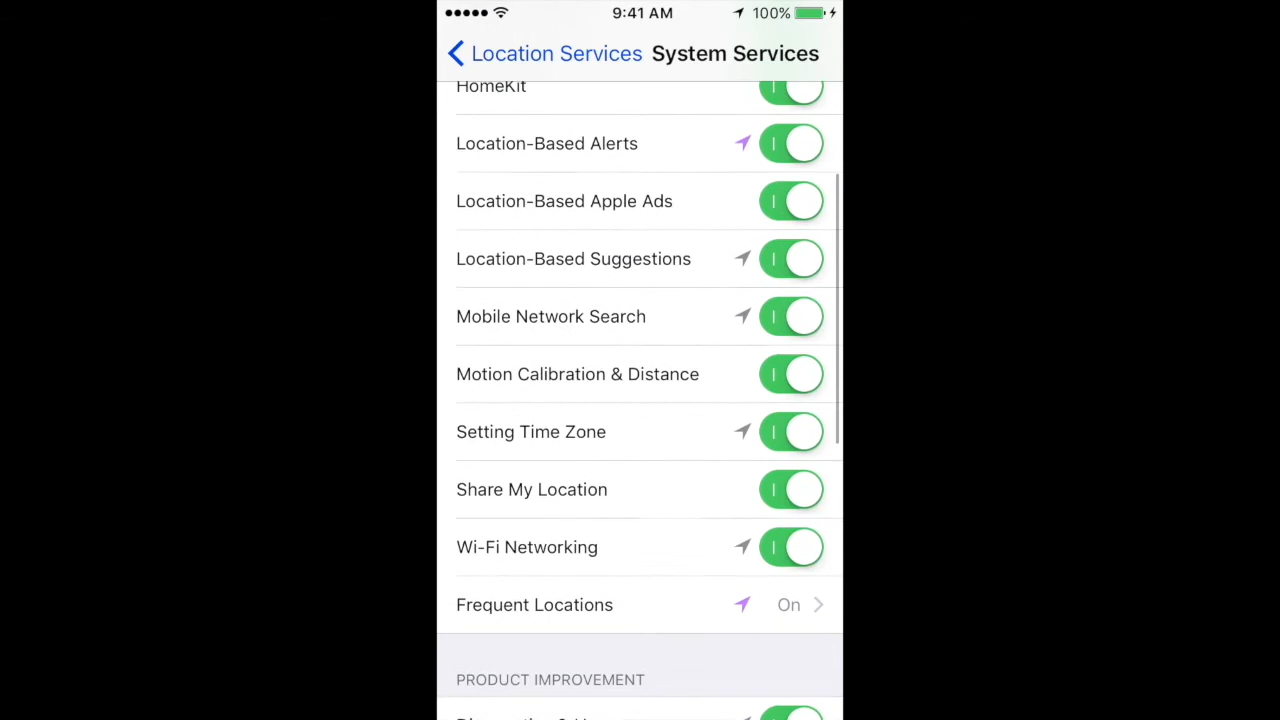 9:41 AM 100%
Location Services System Services
HomeKit
Location-Based Alerts
Location-Based Apple Ads
Location-Based Suggestions
Mobile Network Search
Motion Calibration & Distance
Setting Time Zone
Share My Location
Wi-Fi Networking
Frequent Locations On
PRODUCT IMPROVEMENT